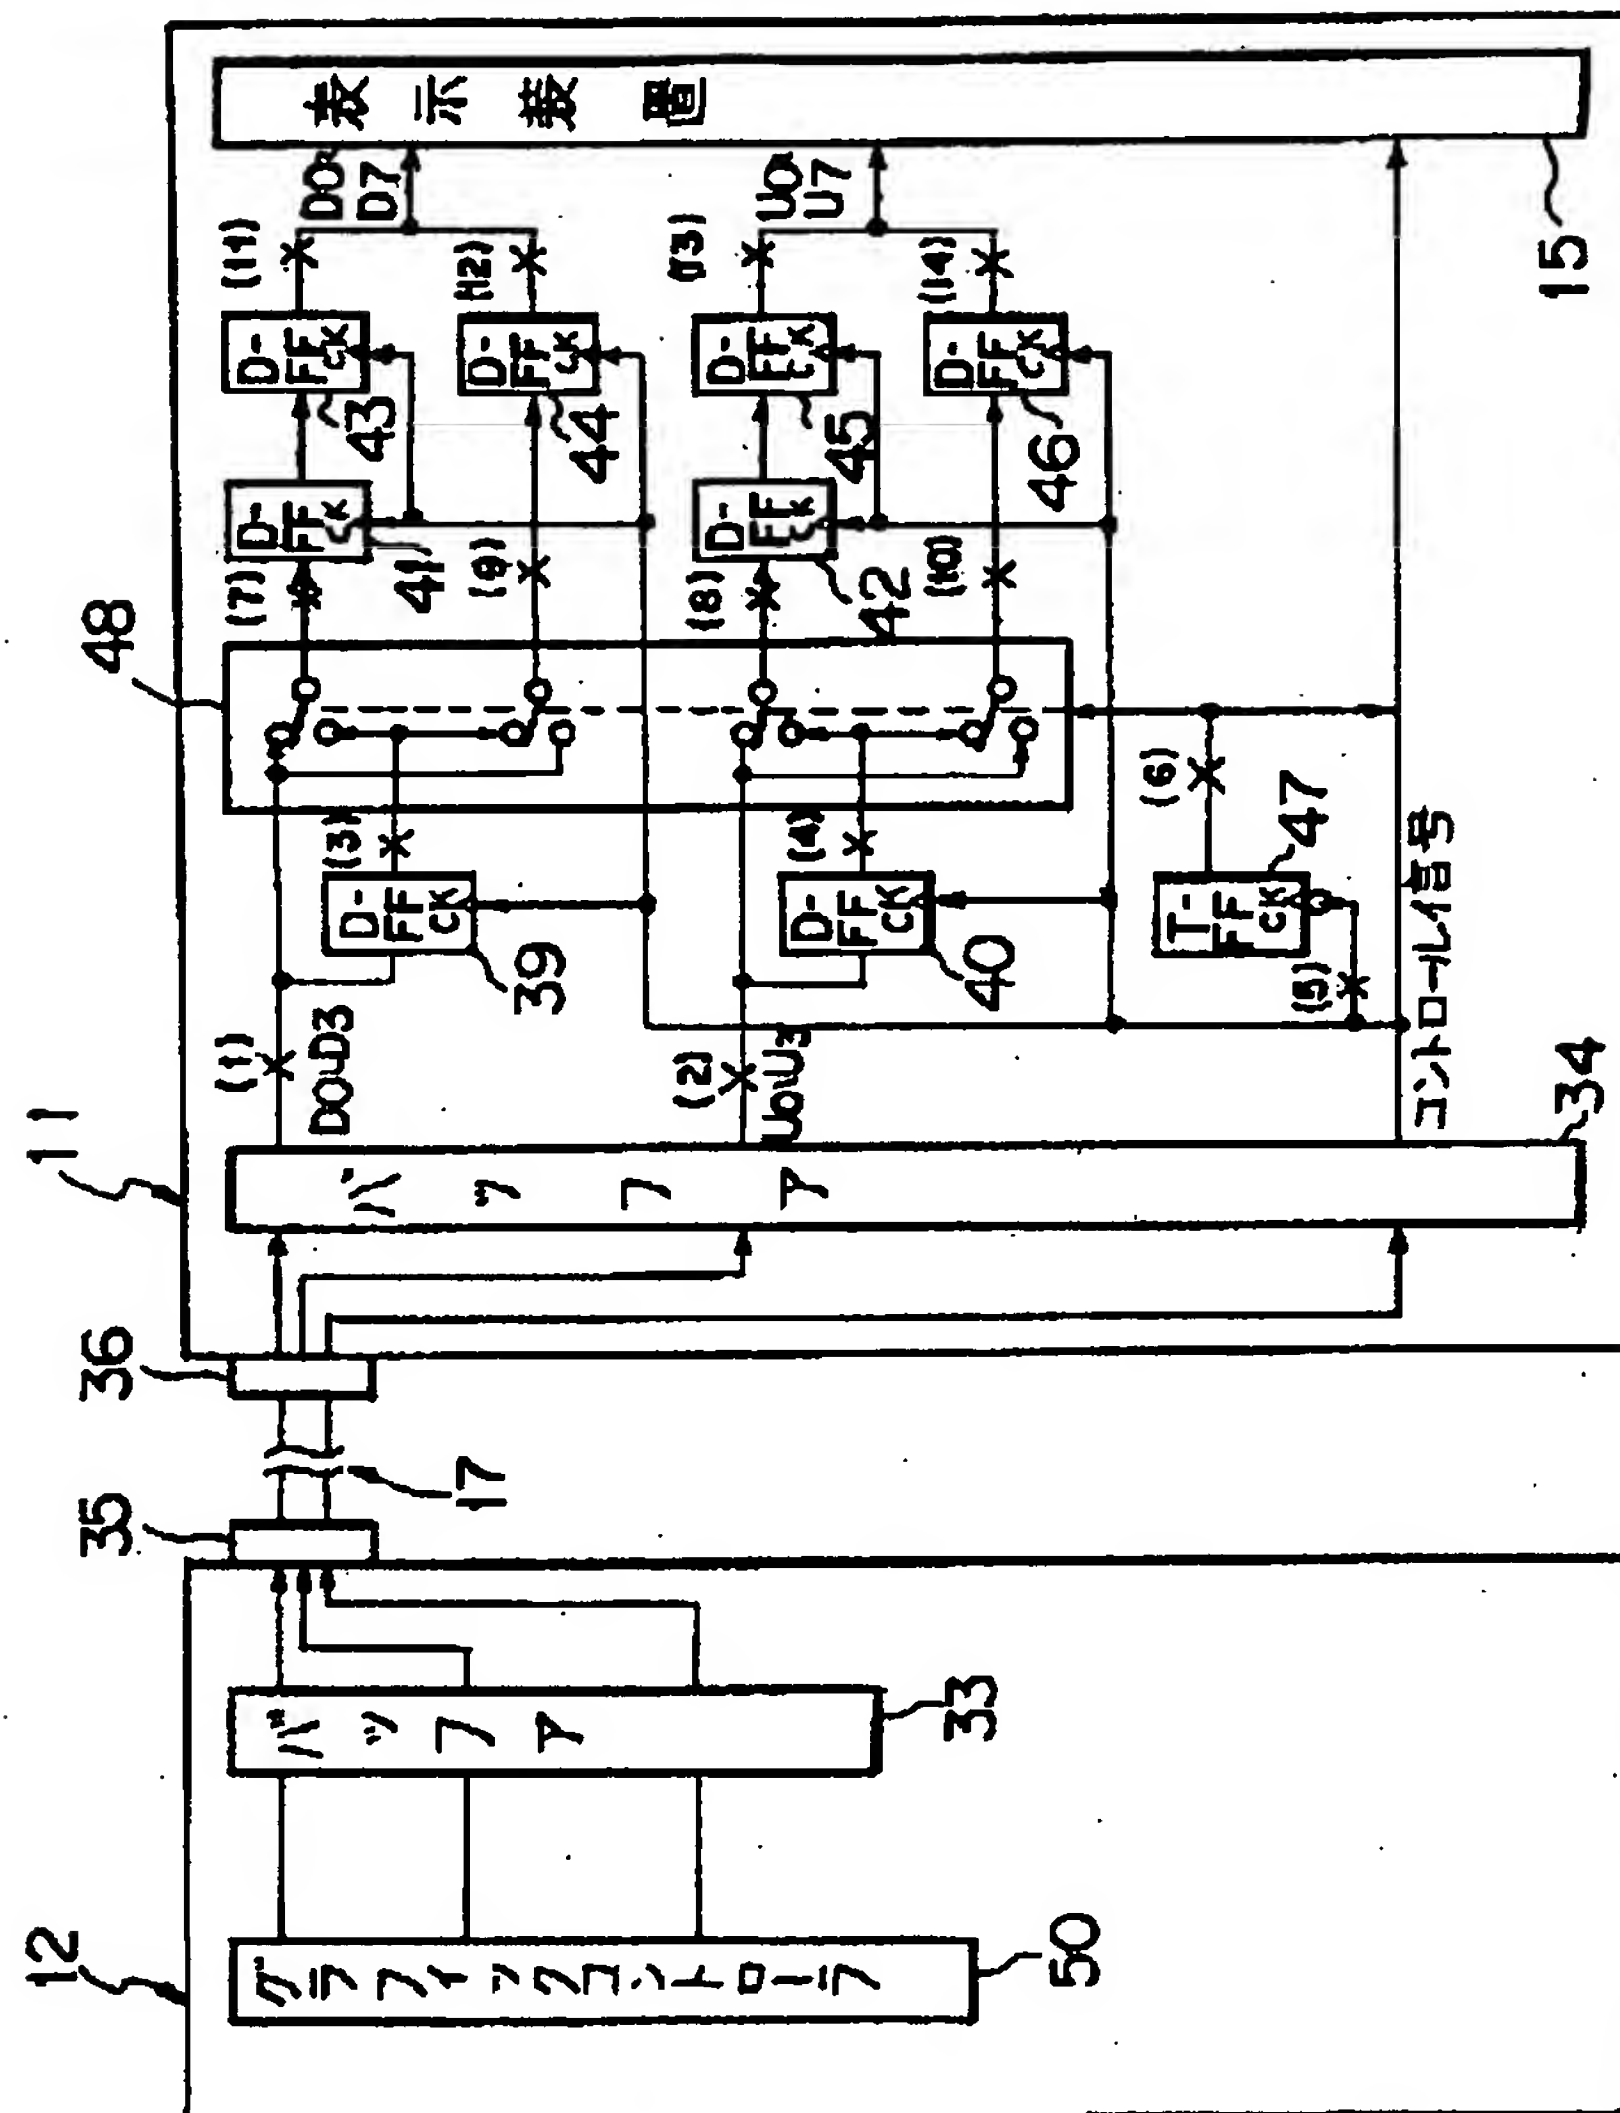 12
グラフィックコントローラ
50
バッファ
33
35
17
36
11
バッファ
34
(1)
D0〜D3
(2)
U0〜U3
コントロール信号
D-FF CK
39
(3)
D-FF CK
40
(4)
(5)
T-FF CK
47
(6)
48
(7)
(8)
(9)
(10)
D-FF CK
41
D-FF CK
42
D-FF CK
43
D-FF CK
44
D-FF CK
45
D-FF CK
46
(11)
(12)
(13)
(14)
D0〜D7
U0〜U7
表示装置
15